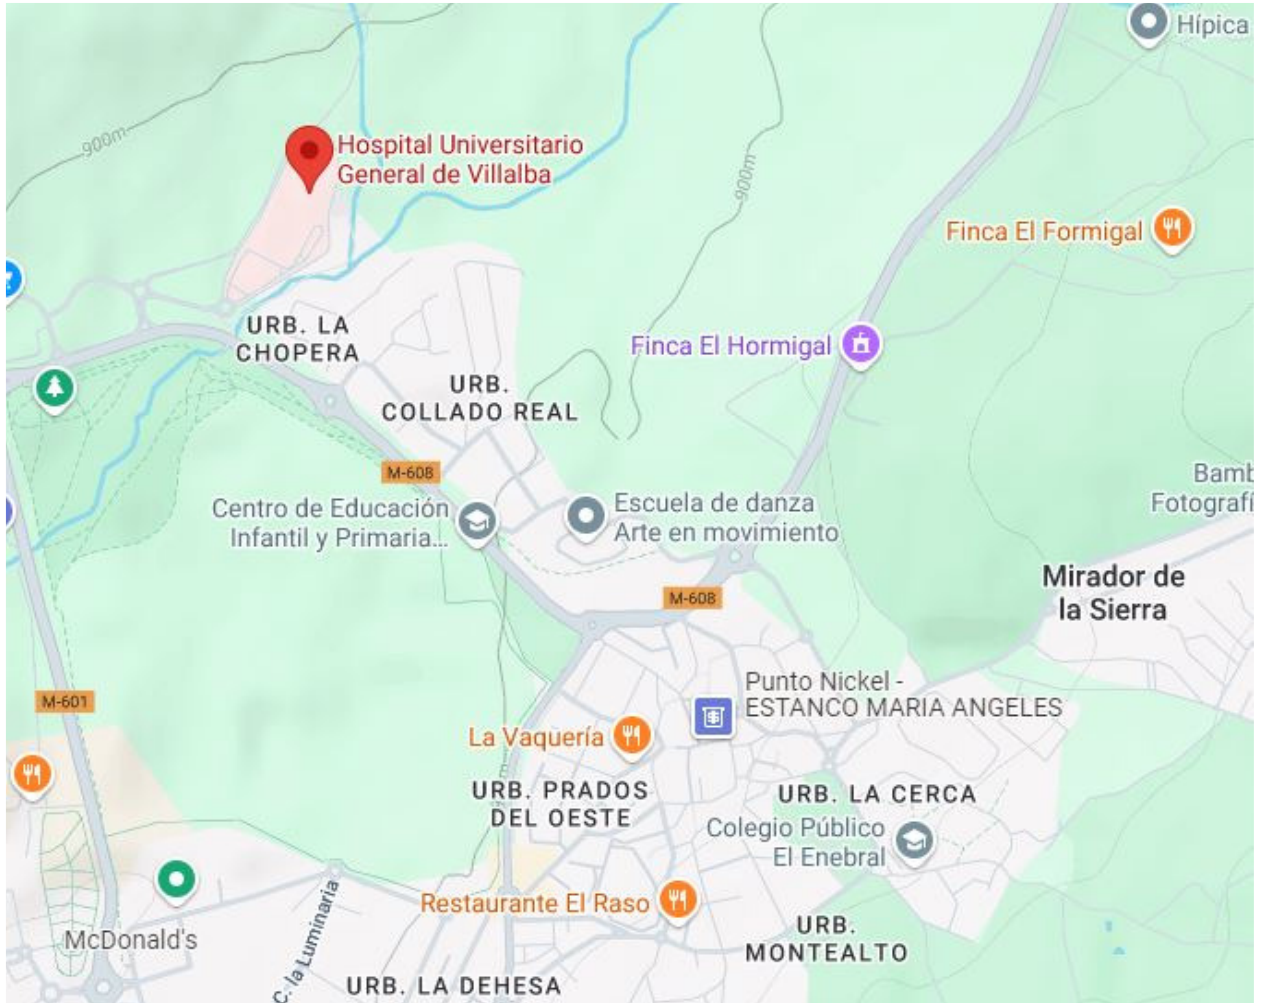 Hípica
900m
Hospital Universitario
General de Villalba
900m
Finca El Formigal
URB. LA
CHOPERA
Finca El Hormigal
URB.
COLLADO REAL
M-608
Bamb
Fotografí
Centro de Educación
Infantil y Primaria...
Escuela de danza
Arte en movimiento
Mirador de
la Sierra
M-608
M-601
Punto Nickel -
ESTANCO MARIA ANGELES
La Vaquería
URB. PRADOS
DEL OESTE
URB. LA CERCA
Colegio Público
El Enebral
Restaurante El Raso
McDonald's
C. la Luminaria
URB.
MONTEALTO
URB. LA DEHESA